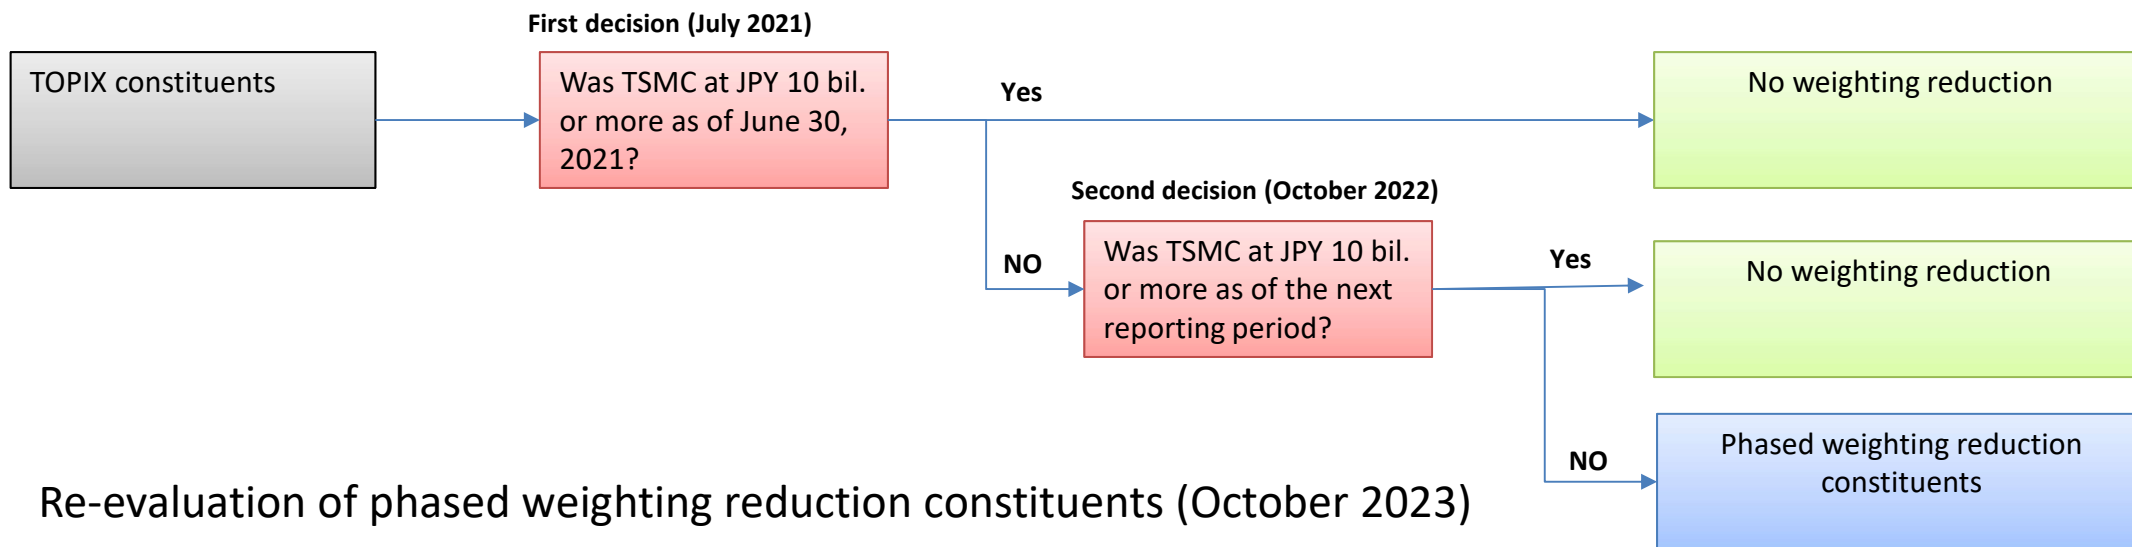 First decision (July 2021)
TOPIX constituents
Was TSMC at JPY 10 bil.
or more as of June 30,
2021?
Yes
No weighting reduction
Second decision (October 2022)
NO
Was TSMC at JPY 10 bil.
or more as of the next
reporting period?
Yes
No weighting reduction
NO
Phased weighting reduction
constituents
Re-evaluation of phased weighting reduction constituents (October 2023)